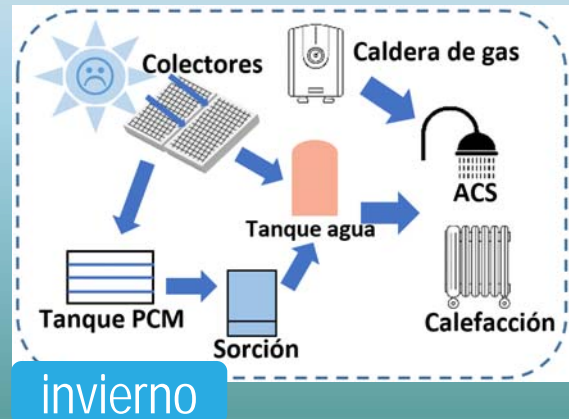 Colectores
Caldera de gas
ACS
Tanque agua
Tanque PCM
Sorción
Calefacción
invierno